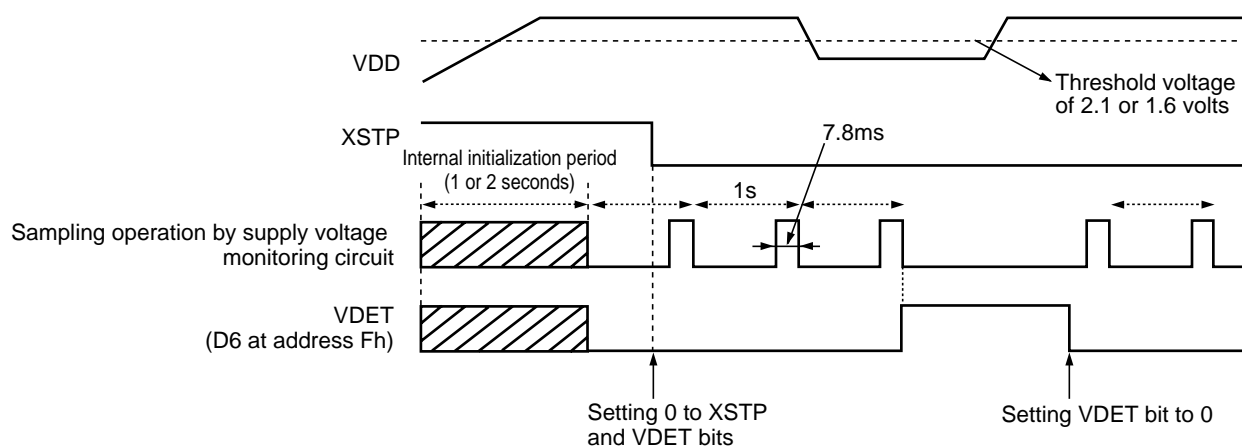 VDD
Threshold voltage
of 2.1 or 1.6 volts
XSTP
7.8ms
Internal initialization period
(1 or 2 seconds)
1s
Sampling operation by supply voltage
monitoring circuit
VDET
(D6 at address Fh)
Setting 0 to XSTP
and VDET bits
Setting VDET bit to 0